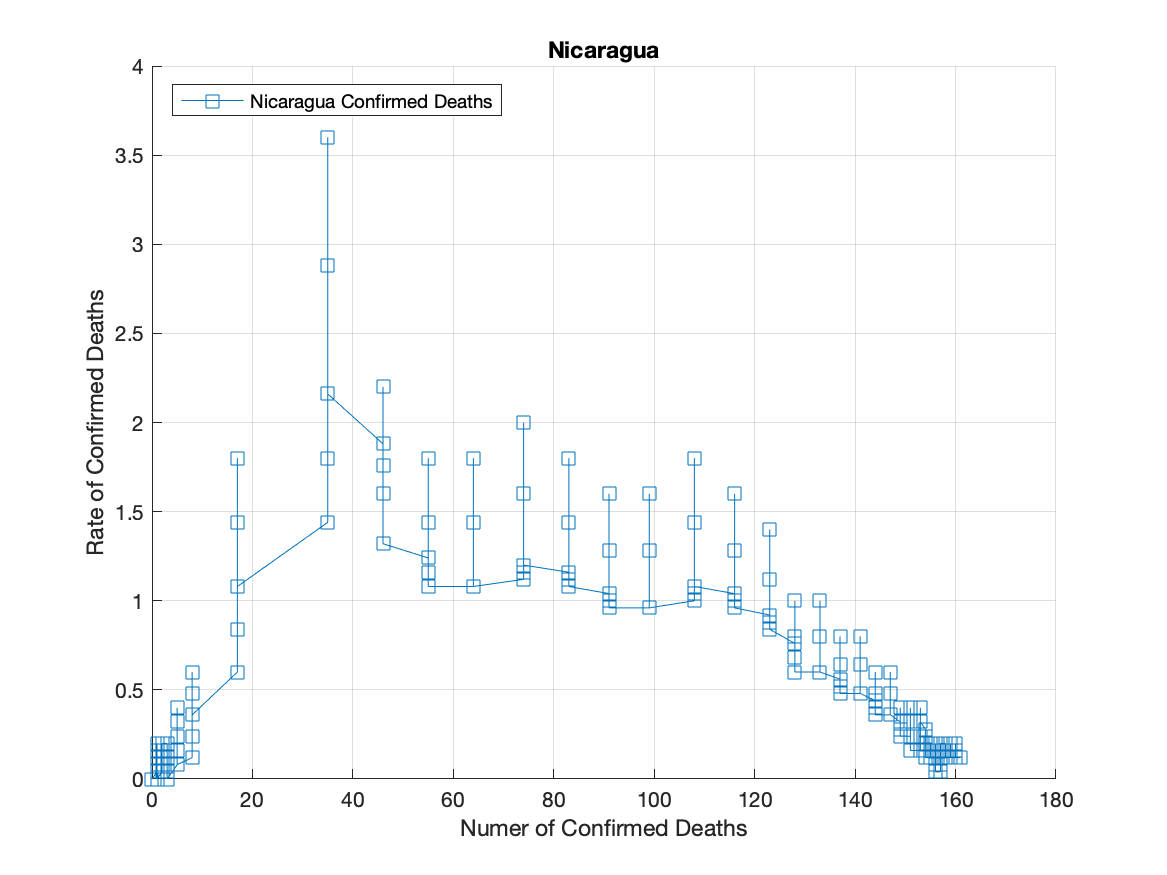 Nicaragua
Nicaragua Confirmed Deaths
4
3.5
3
2.5
2
1.5
1
0.5
0
Rate of Confirmed Deaths
0 20 40 60 80 100 120 140 160 180
Numer of Confirmed Deaths